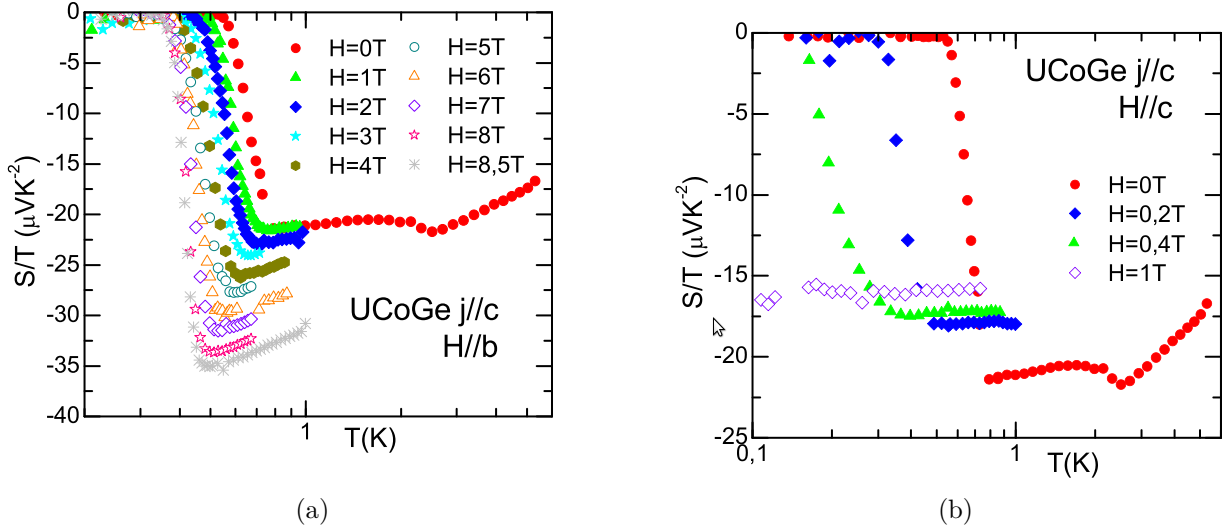 0
-5
-10
-15
-20
-25
-30
-35
-40
S/T (μVK⁻²)
H=0T
H=1T
H=2T
H=3T
H=4T
H=5T
H=6T
H=7T
H=8T
H=8,5T
UCoGe j//c
H//b
1
T(K)
(a)
0
-5
-10
-15
-20
-25
S/T (μVK⁻²)
UCoGe j//c
H//c
H=0T
H=0,2T
H=0,4T
H=1T
0,1
1
T(K)
(b)